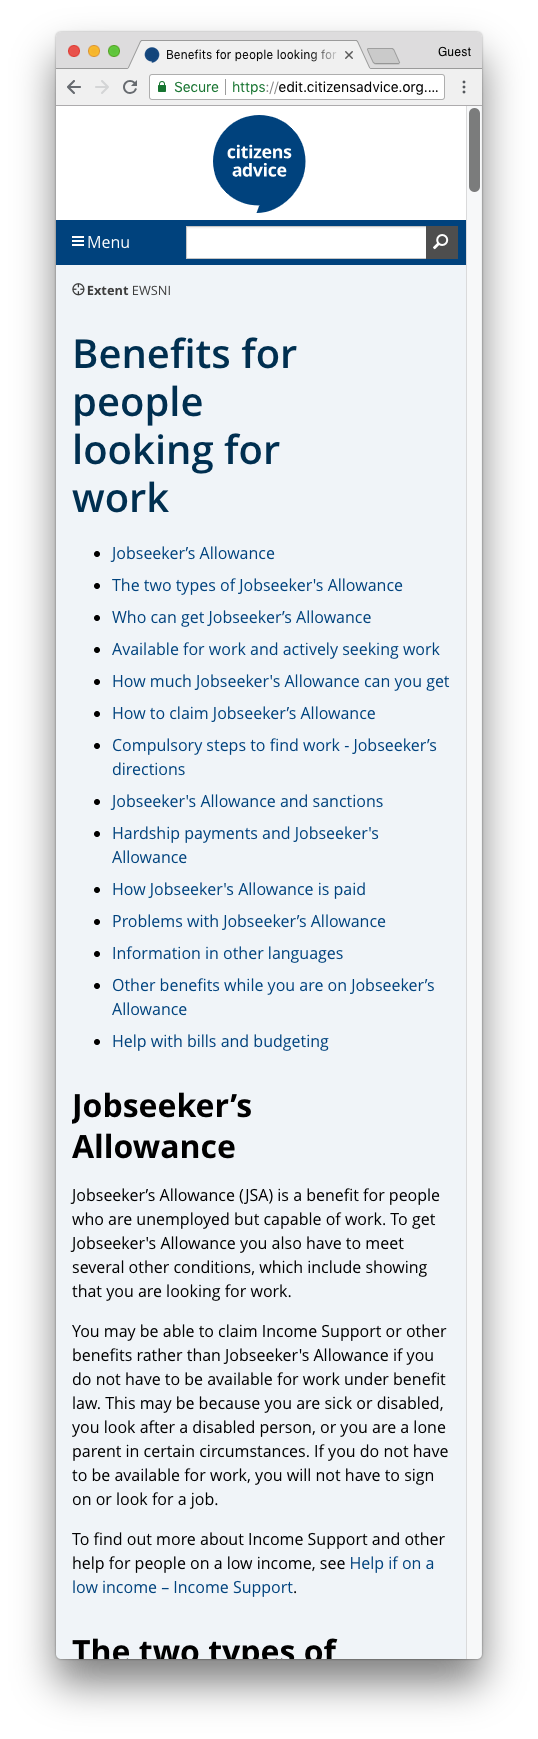 Benefits for people looking for
Guest
Secure
https://edit.citizensadvice.org....
citizens
advice
Menu
Extent EWSNI
Benefits for
people
looking for
work
Jobseeker’s Allowance
The two types of Jobseeker's Allowance
Who can get Jobseeker’s Allowance
Available for work and actively seeking work
How much Jobseeker's Allowance can you get
How to claim Jobseeker’s Allowance
Compulsory steps to find work - Jobseeker’s
directions
Jobseeker's Allowance and sanctions
Hardship payments and Jobseeker's
Allowance
How Jobseeker's Allowance is paid
Problems with Jobseeker’s Allowance
Information in other languages
Other benefits while you are on Jobseeker’s
Allowance
Help with bills and budgeting
Jobseeker’s
Allowance
Jobseeker’s Allowance (JSA) is a benefit for people
who are unemployed but capable of work. To get
Jobseeker's Allowance you also have to meet
several other conditions, which include showing
that you are looking for work.
You may be able to claim Income Support or other
benefits rather than Jobseeker's Allowance if you
do not have to be available for work under benefit
law. This may be because you are sick or disabled,
you look after a disabled person, or you are a lone
parent in certain circumstances. If you do not have
to be available for work, you will not have to sign
on or look for a job.
To find out more about Income Support and other
help for people on a low income, see Help if on a
low income – Income Support.
The two types of